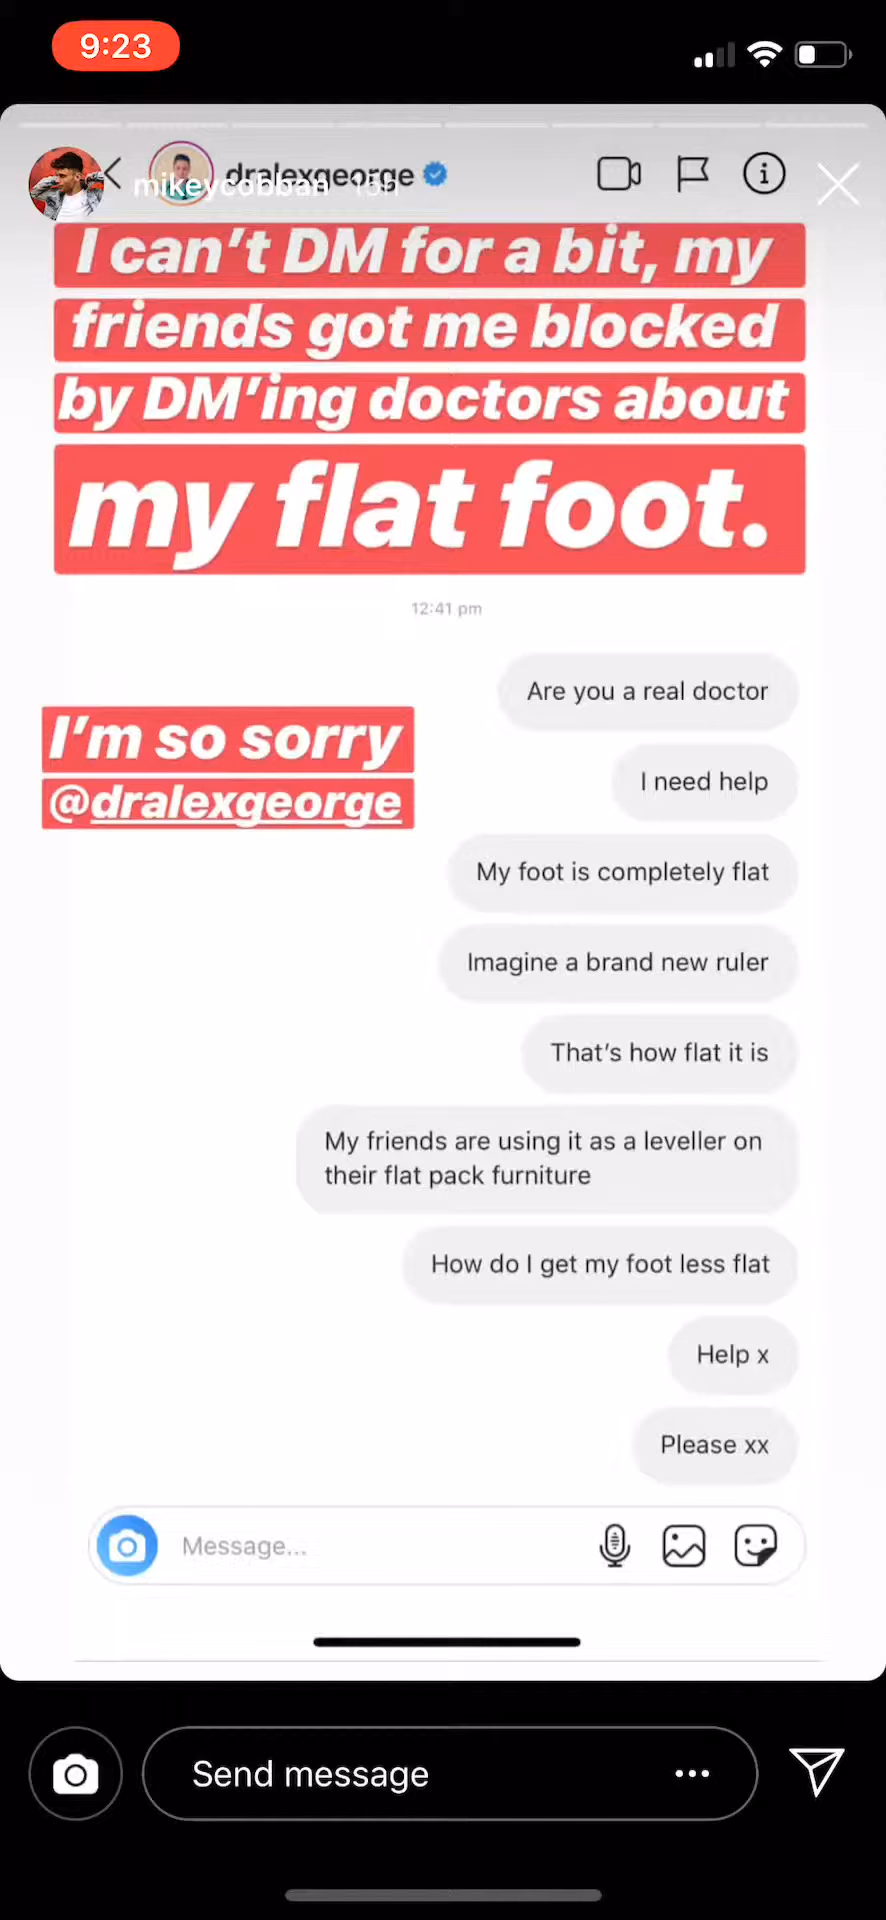 9:23
dralexgeorge
mikeycobban 15h
I can't DM for a bit, my
friends got me blocked
by DM'ing doctors about
my flat foot.
12:41 pm
Are you a real doctor
I'm so sorry
@dralexgeorge
I need help
My foot is completely flat
Imagine a brand new ruler
That's how flat it is
My friends are using it as a leveller on
their flat pack furniture
How do I get my foot less flat
Help x
Please xx
Message...
Send message